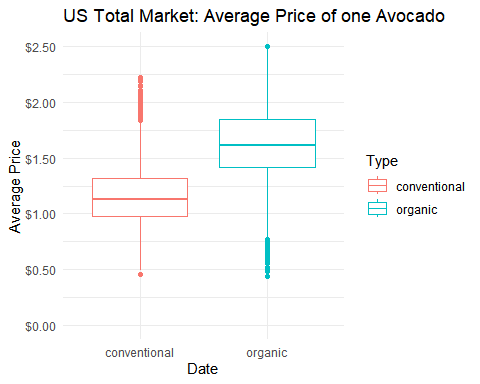 US Total Market: Average Price of one Avocado
$2.50
$2.00
$1.50
$1.00
$0.50
$0.00
Average Price
conventional
organic
Date
Type
conventional
organic